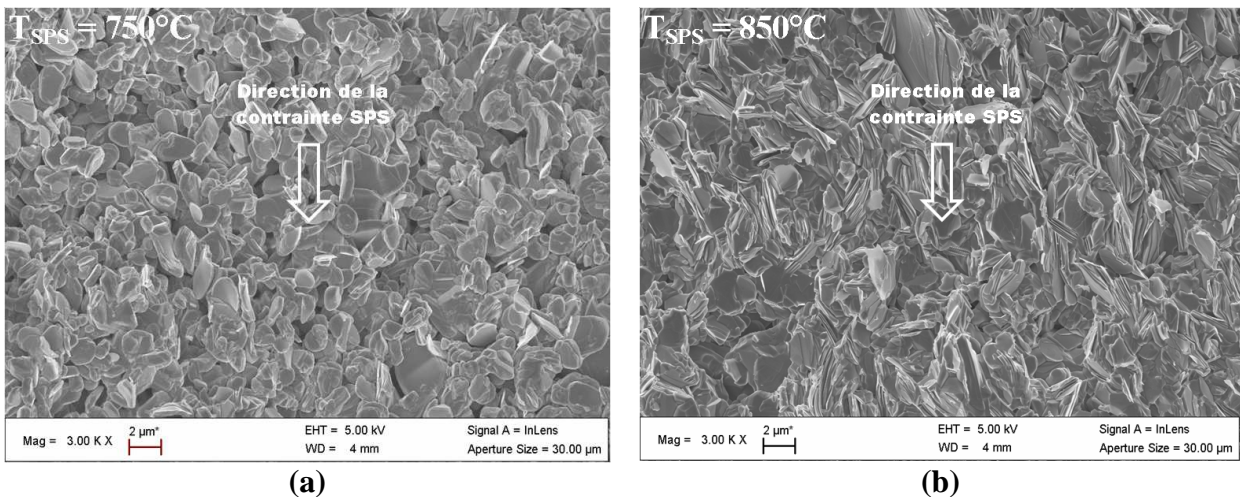 T_SPS = 750°C
Direction de la
contrainte SPS
Mag = 3.00 K X
2 µm*
EHT = 5.00 kV
WD = 4 mm
Signal A = InLens
Aperture Size = 30.00 µm
(a)
T_SPS = 850°C
Direction de la
contrainte SPS
Mag = 3.00 K X
2 µm*
EHT = 5.00 kV
WD = 4 mm
Signal A = InLens
Aperture Size = 30.00 µm
(b)